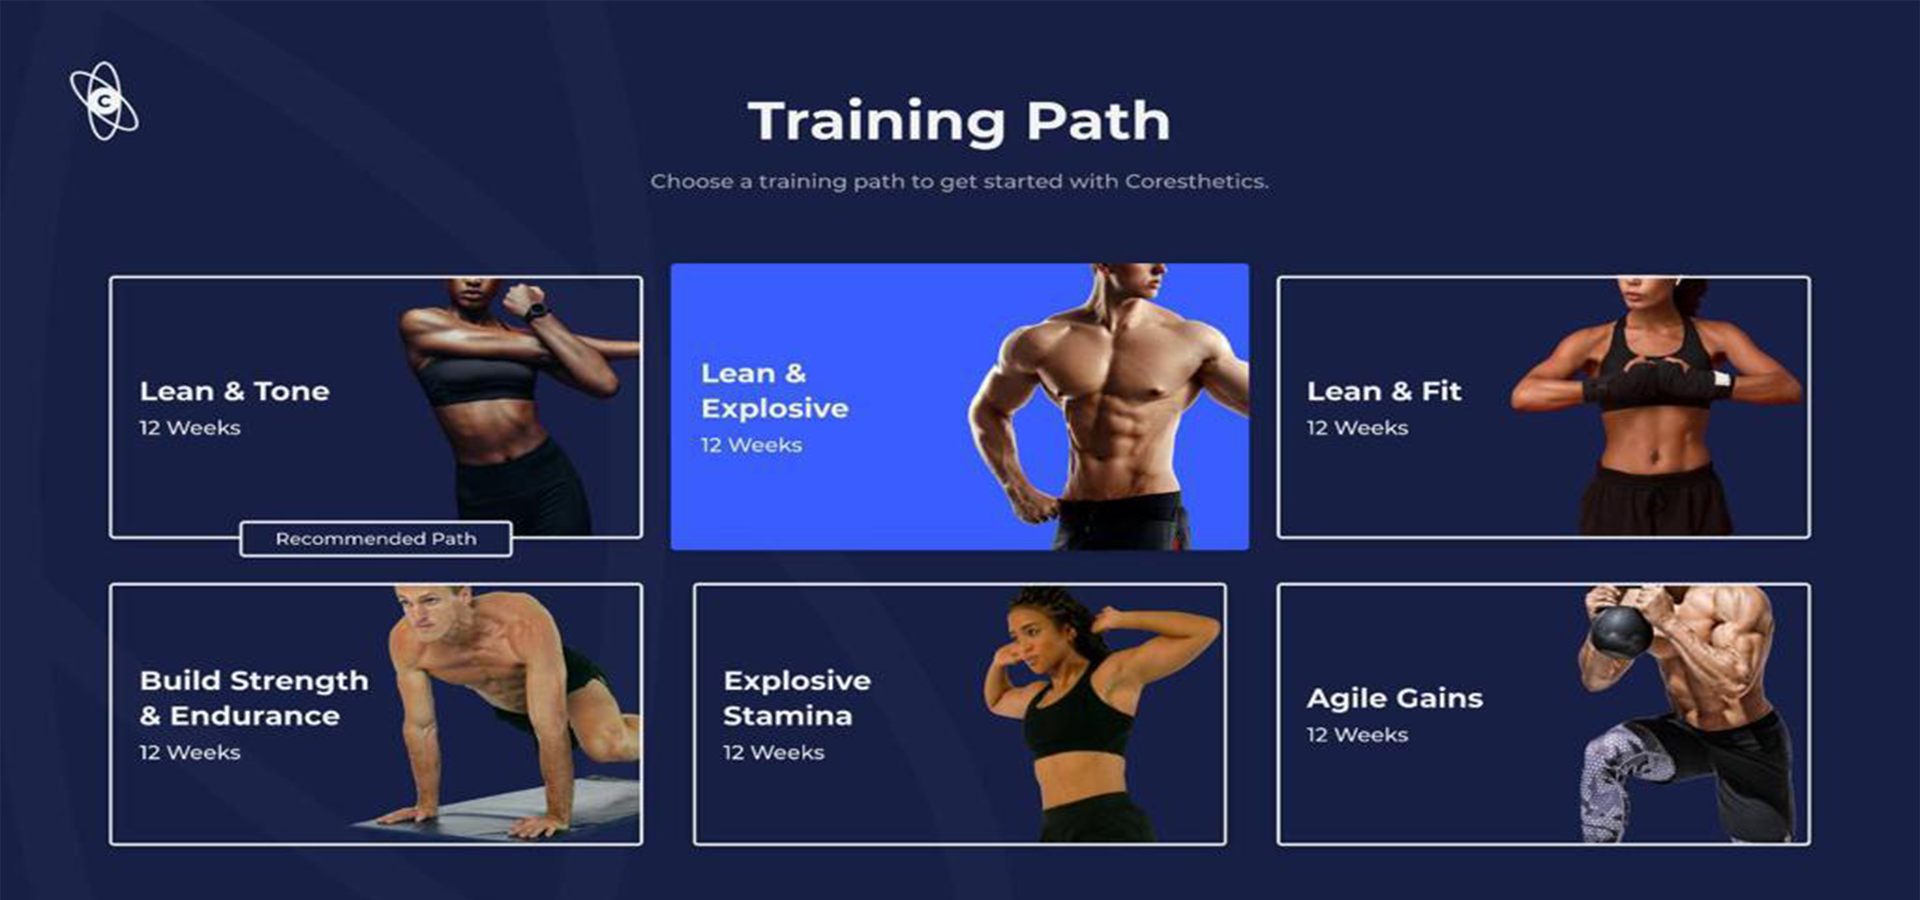 C
Training Path
Choose a training path to get started with Coresthetics.
Lean & Tone
12 Weeks
Recommended Path
Lean &
Explosive
12 Weeks
Lean & Fit
12 Weeks
Build Strength
& Endurance
12 Weeks
Explosive
Stamina
12 Weeks
Agile Gains
12 Weeks